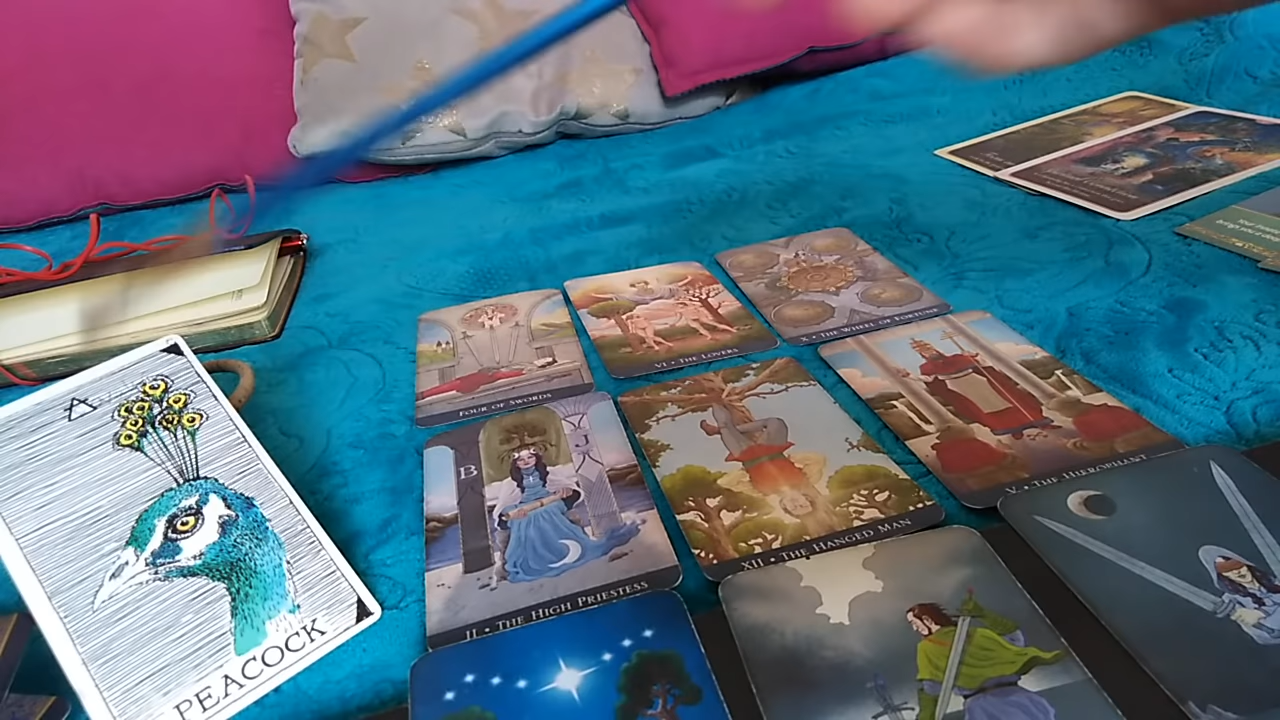 X • THE WHEEL OF FORTUNE
VI • THE LOVERS
FOUR OF SWORDS
V • THE HIEROPHANT
B
J
XII • THE HANGED MAN
II • THE HIGH PRIESTESS
PEACOCK